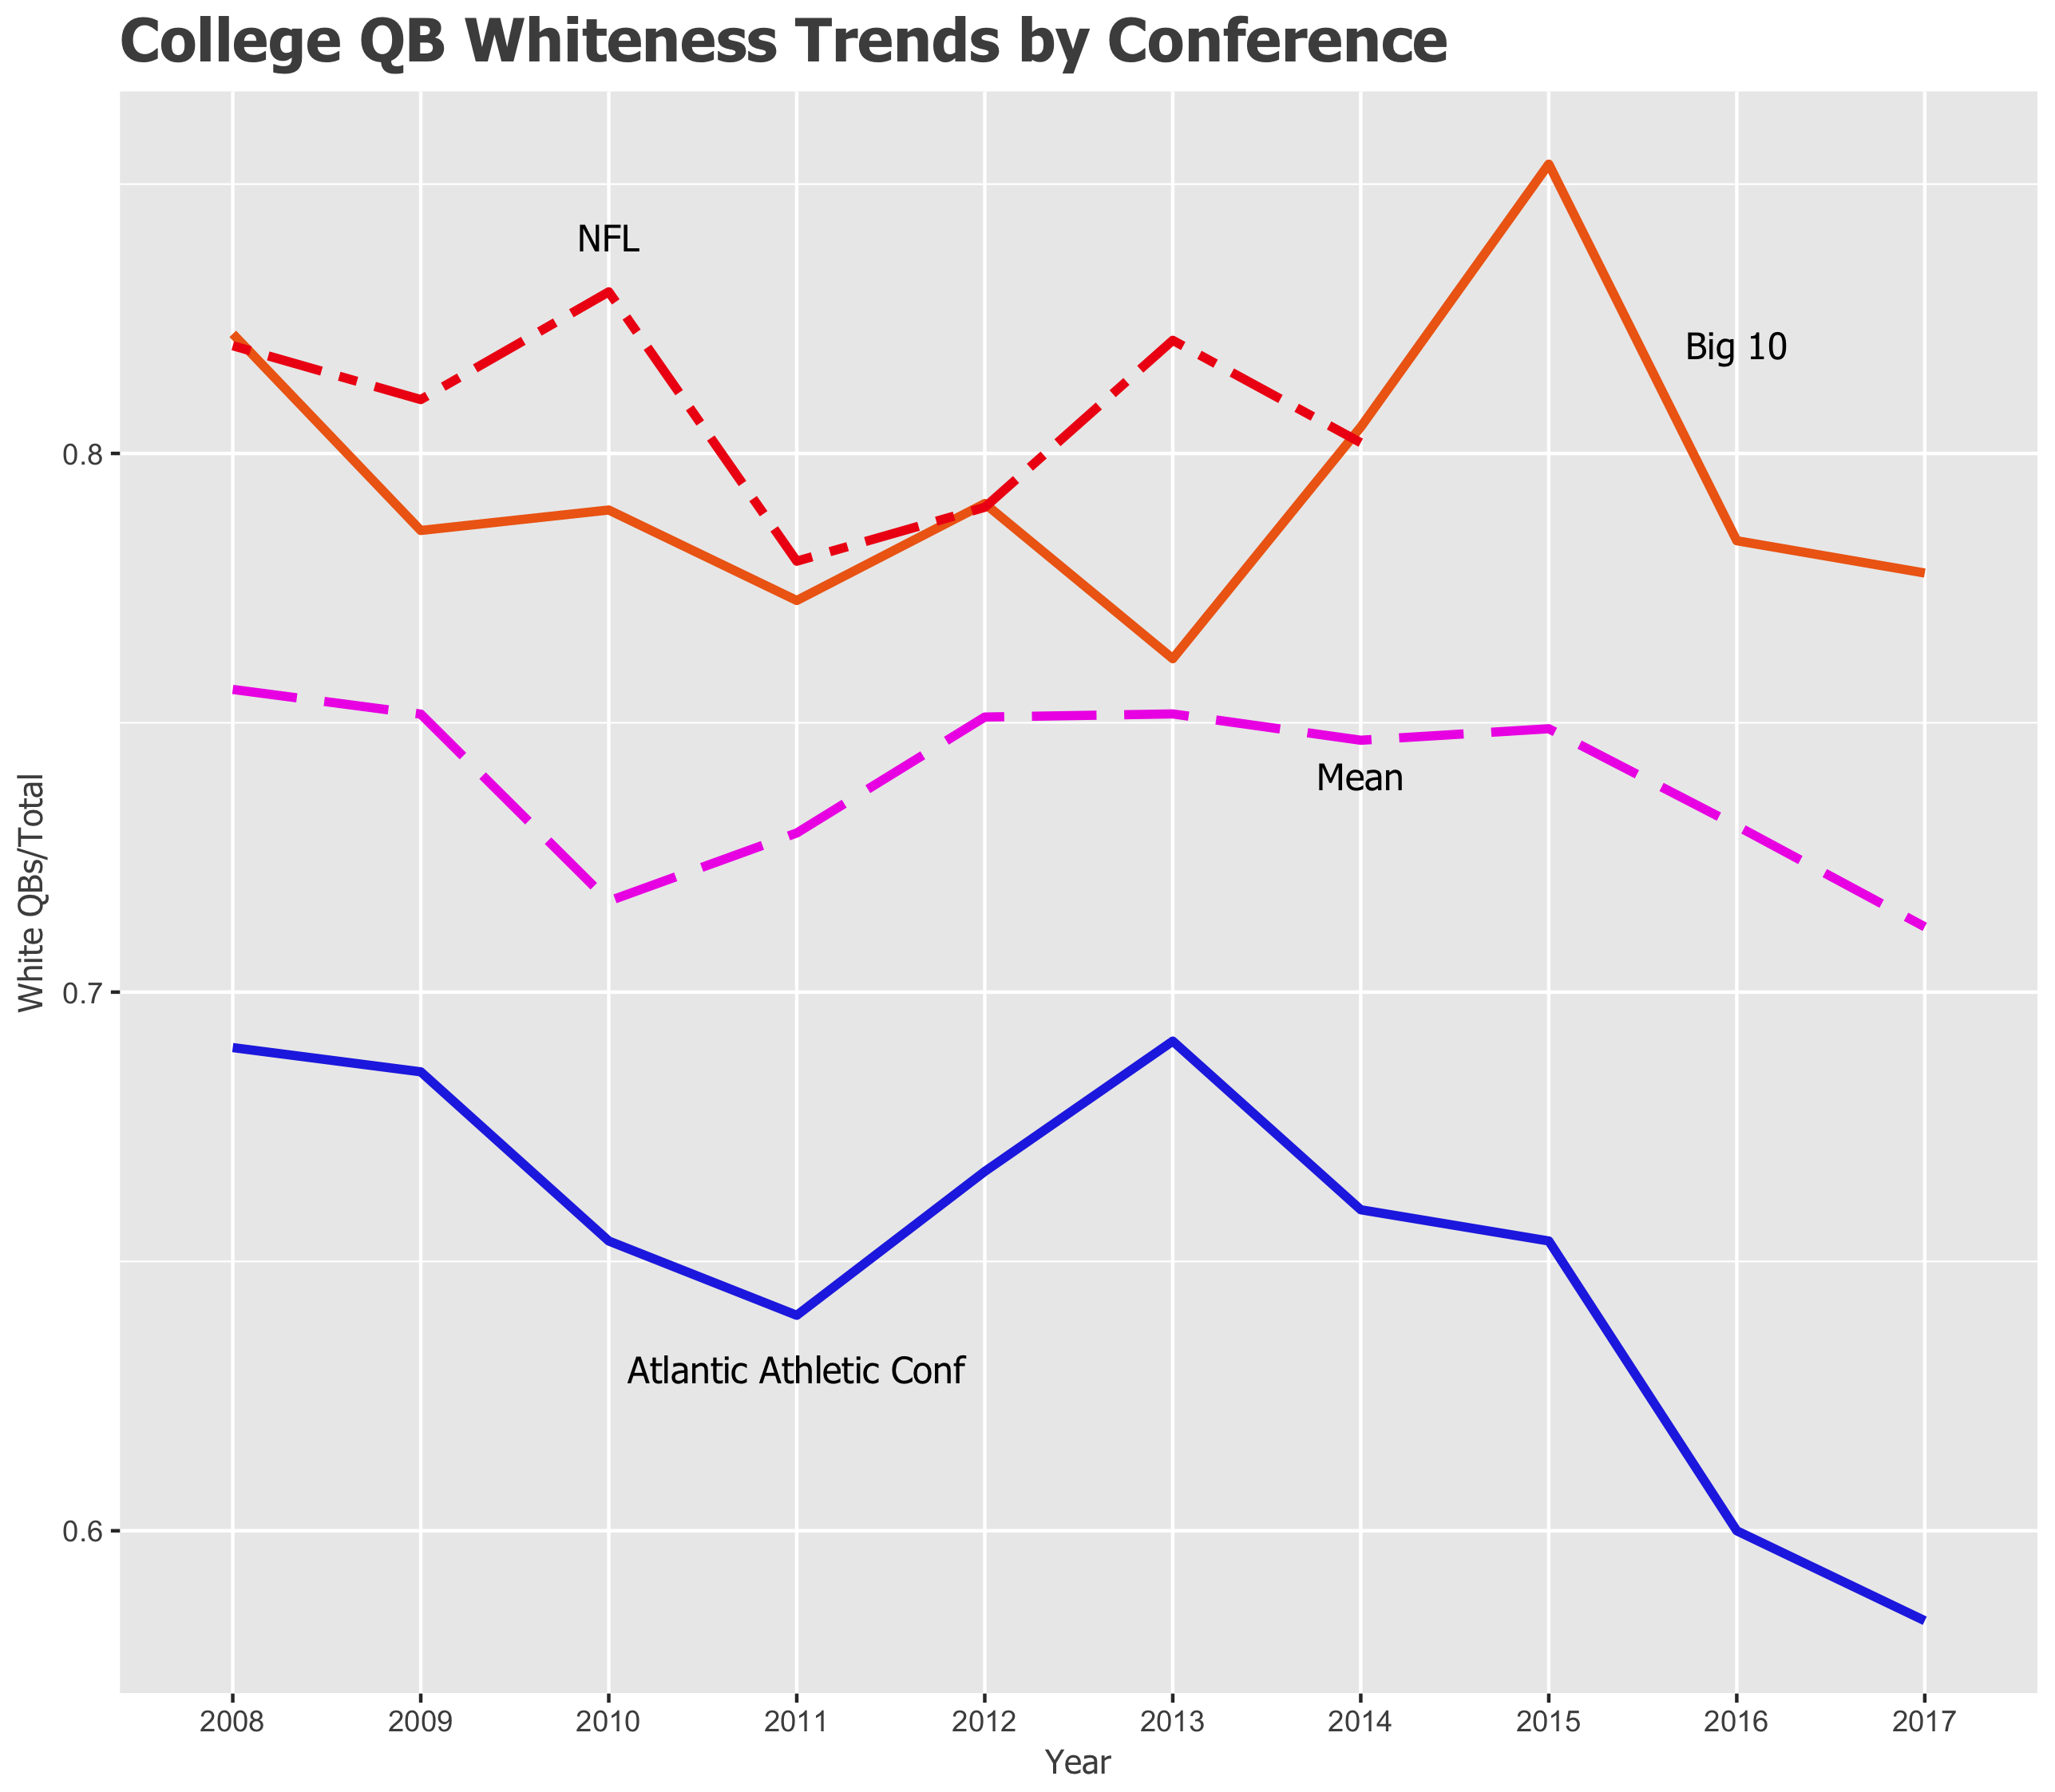 College QB Whiteness Trends by Conference
NFL
Big 10
0.8
Mean
White QBs/Total
0.7
Atlantic Athletic Conf
0.6
2008 2009 2010 2011 2012 2013 2014 2015 2016 2017
Year